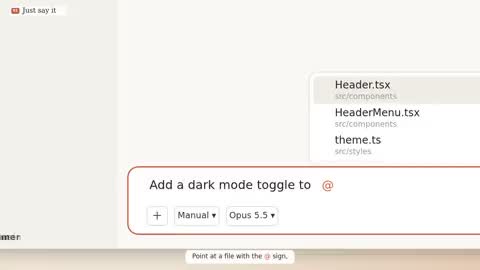 Just say it
Header.tsx
src/components
HeaderMenu.tsx
src/components
theme.ts
src/styles
Add a dark mode toggle to @
+ Manual ▾ Opus 5.5 ▾
Point at a file with the @ sign.